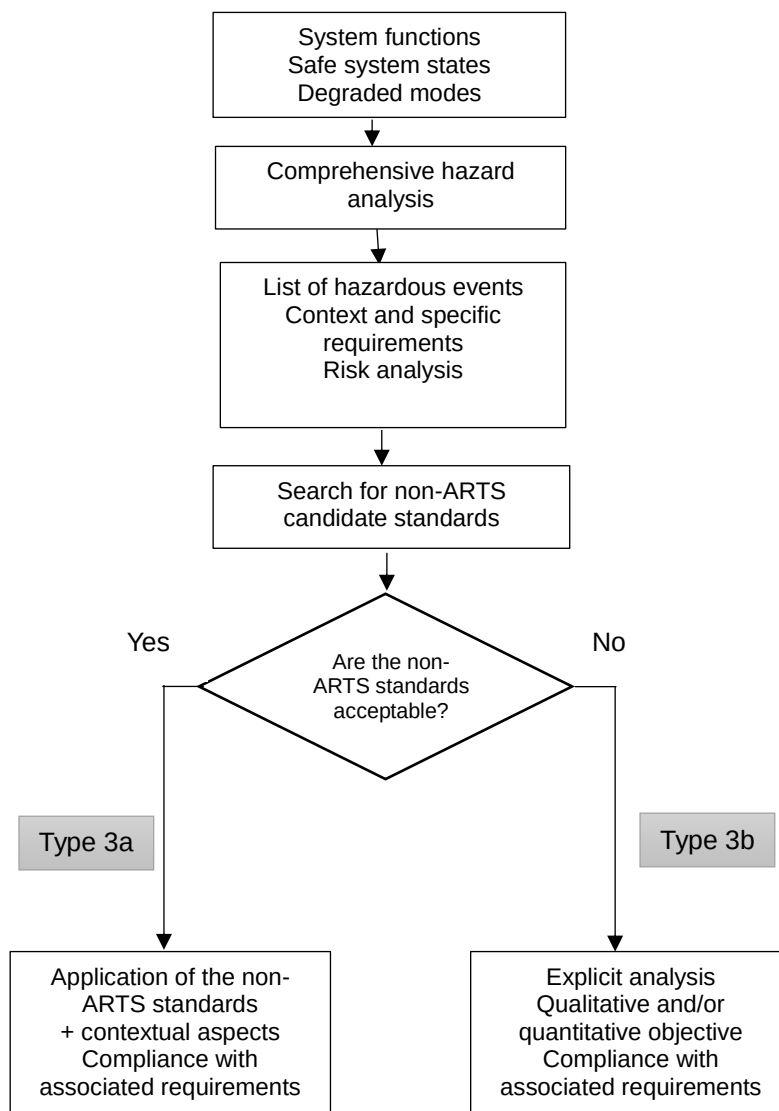 System functions
Safe system states
Degraded modes
Comprehensive hazard
analysis
List of hazardous events
Context and specific
requirements
Risk analysis
Search for non-ARTS
candidate standards
Yes
No
Are the non-
ARTS standards
acceptable?
Type 3a
Type 3b
Application of the non-
ARTS standards
+ contextual aspects
Compliance with
associated requirements
Explicit analysis
Qualitative and/or
quantitative objective
Compliance with
associated requirements